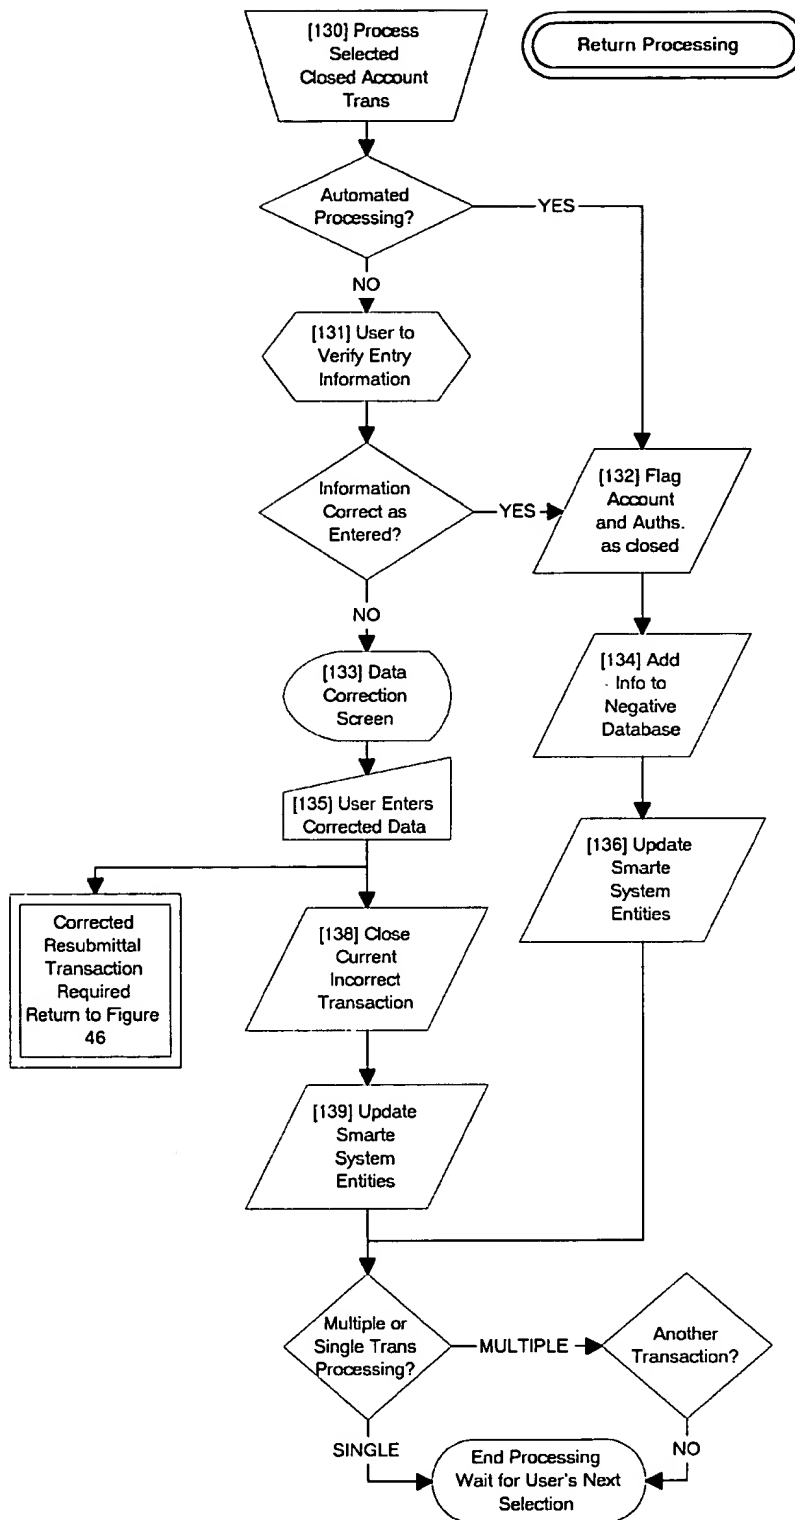 [130] Process
Selected
Closed Account
Trans
Return Processing
Automated
Processing?
YES
NO
[131] User to
Verify Entry
Information
Information
Correct as
Entered?
YES
[132] Flag
Account
and Auths.
as closed
NO
[133] Data
Correction
Screen
[134] Add
Info to
Negative
Database
[135] User Enters
Corrected Data
[136] Update
Smarte
System
Entities
Corrected
Resubmittal
Transaction
Required
Return to Figure
46
[138] Close
Current
Incorrect
Transaction
[139] Update
Smarte
System
Entities
Multiple or
Single Trans
Processing?
MULTIPLE
Another
Transaction?
SINGLE
NO
End Processing
Wait for User's Next
Selection